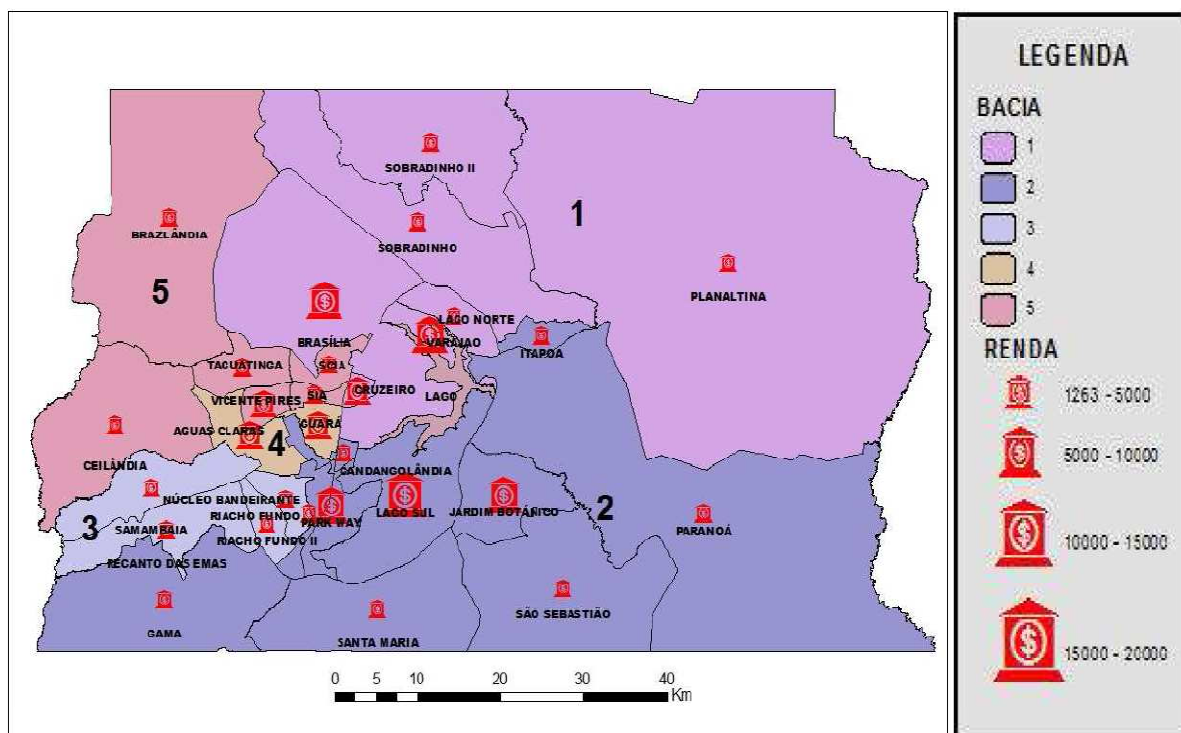 SOBRADINHO II
1
BRAZLÂNDIA
SOBRADINHO
5
PLANALTINA
LAGO NORTE
BRASÍLIA
VARAJAO
ITAPOA
TAGUATINGA
SCIA
CRUZEIRO
VICENTE PIRES
SIA
LAGO
AGUAS CLARAS
GUARÁ
4
CEILÂNDIA
CANDANGOLÂNDIA
NÚCLEO BANDEIRANTE
RIACHO FUNDO
PARK WAY
LAGO SUL
JARDIM BOTÂNICO
2
3
SAMAMBAIA
RIACHO FUNDO II
PARANOÁ
RECANTO DAS EMAS
GAMA
SANTA MARIA
SÃO SEBASTIÃO
0 5 10 20 30 40
Km
LEGENDA
BACIA
1
2
3
4
5
RENDA
1263 - 5000
5000 - 10000
10000 - 15000
15000 - 20000